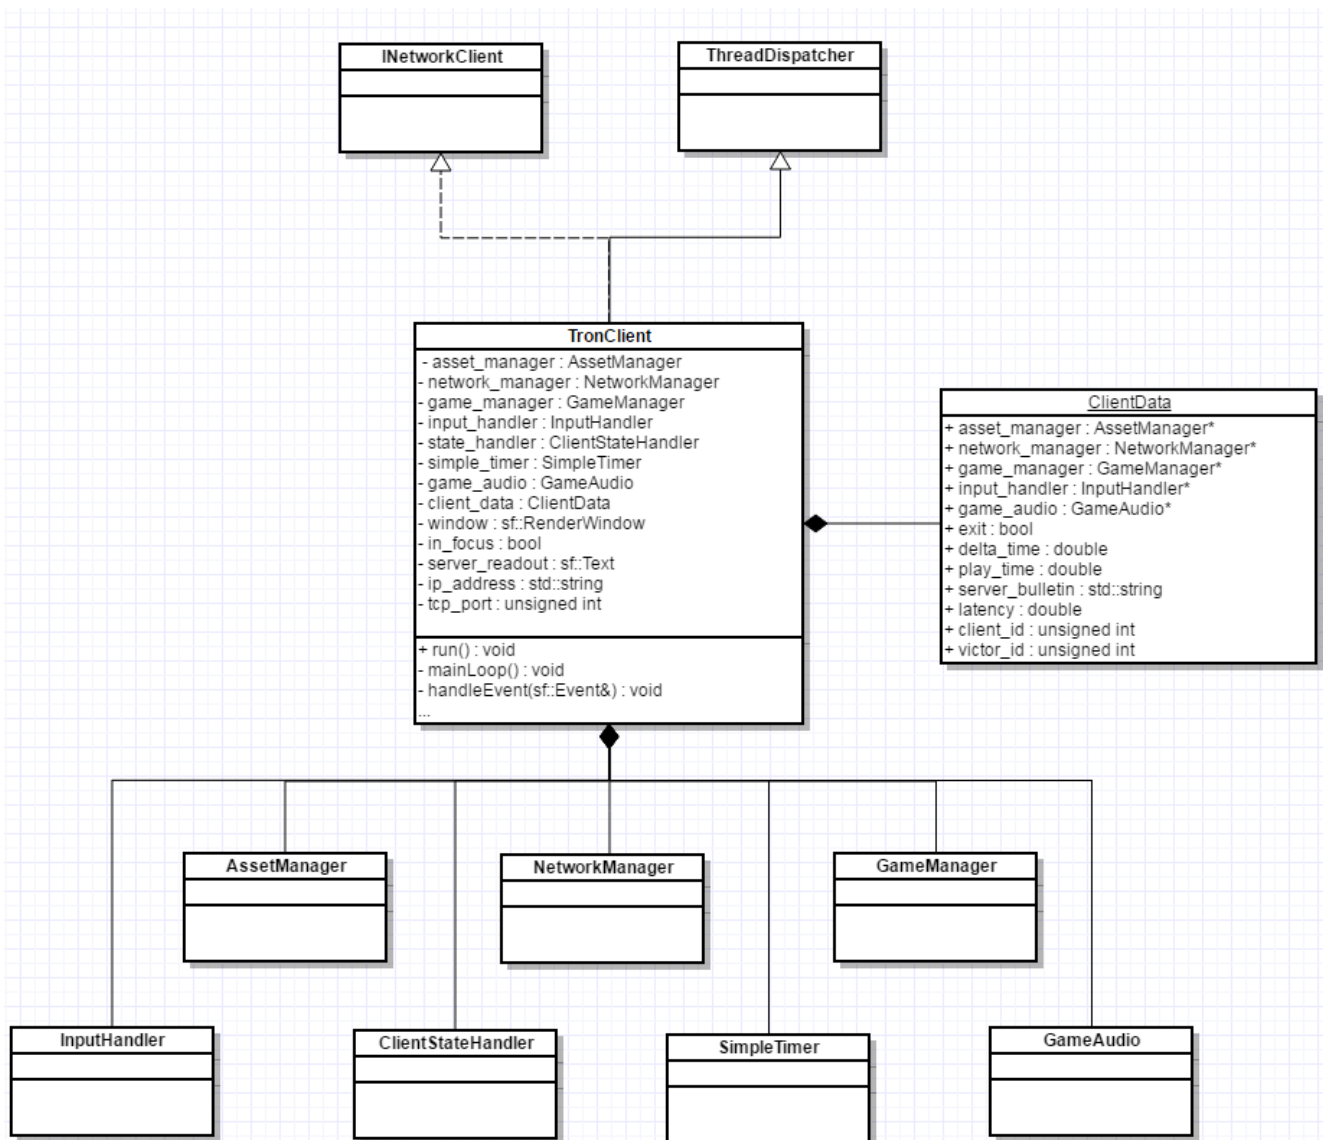 INetworkClient
ThreadDispatcher
TronClient
- asset_manager : AssetManager
- network_manager : NetworkManager
- game_manager : GameManager
- input_handler : InputHandler
- state_handler : ClientStateHandler
- simple_timer : SimpleTimer
- game_audio : GameAudio
- client_data : ClientData
- window : sf::RenderWindow
- in_focus : bool
- server_readout : sf::Text
- ip_address : std::string
- tcp_port : unsigned int
+ run() : void
- mainLoop() : void
- handleEvent(sf::Event&) : void
...
ClientData
+ asset_manager : AssetManager*
+ network_manager : NetworkManager*
+ game_manager : GameManager*
+ input_handler : InputHandler*
+ game_audio : GameAudio*
+ exit : bool
+ delta_time : double
+ play_time : double
+ server_bulletin : std::string
+ latency : double
+ client_id : unsigned int
+ victor_id : unsigned int
AssetManager
NetworkManager
GameManager
InputHandler
ClientStateHandler
SimpleTimer
GameAudio